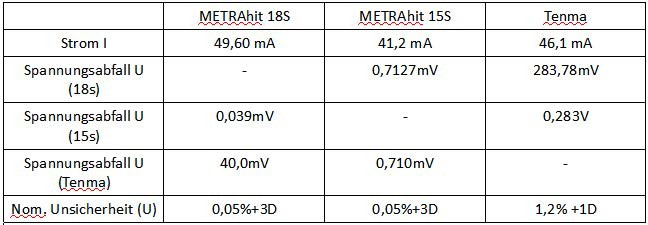 METRAhit 18S METRAhit 15S Tenma
Strom I 49,60 mA 41,2 mA 46,1 mA
Spannungsabfall U - 0,7127mV 283,78mV
(18s)
Spannungsabfall U 0,039mV - 0,283V
(15s)
Spannungsabfall U 40,0mV 0,710mV -
(Tenma)
Nom. Unsicherheit (U) 0,05%+3D 0,05%+3D 1,2% +1D